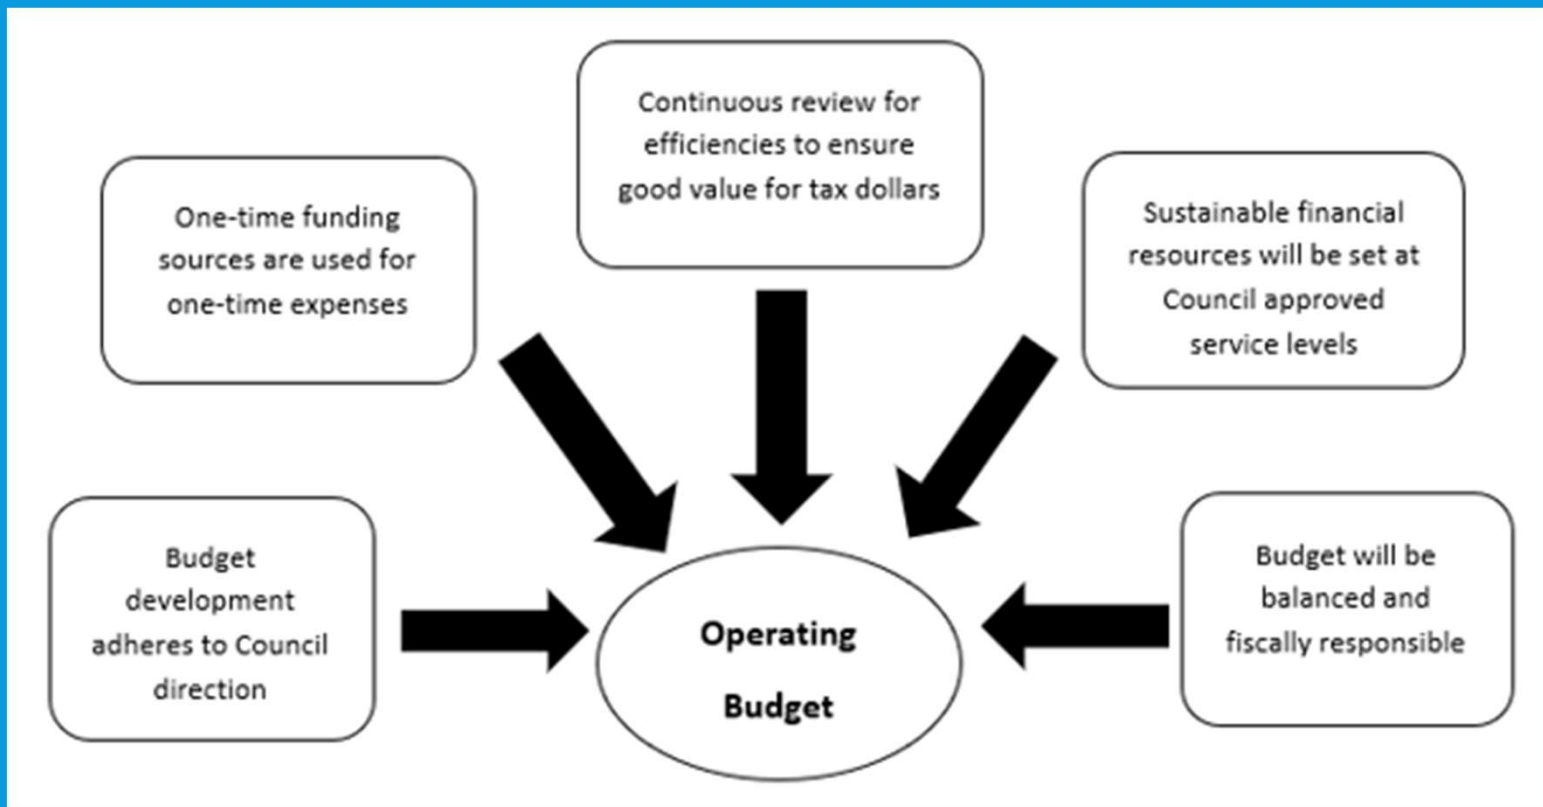 Continuous review for
efficiencies to ensure
good value for tax dollars
One-time funding
sources are used for
one-time expenses
Sustainable financial
resources will be set at
Council approved
service levels
Budget
development
adheres to Council
direction
Budget will be
balanced and
fiscally responsible
Operating
Budget